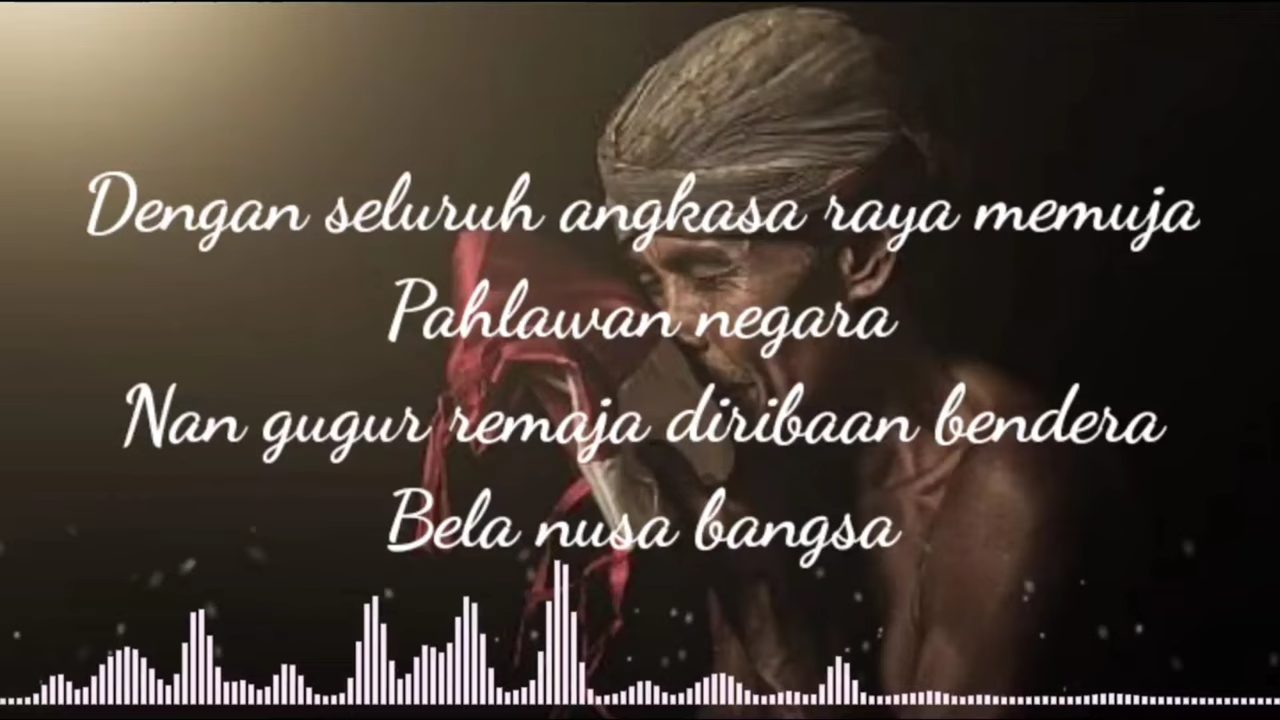 Dengan seluruh angkasa raya memuja
Pahlawan negara
Nan gugur remaja diribaan bendera
Bela nusa bangsa